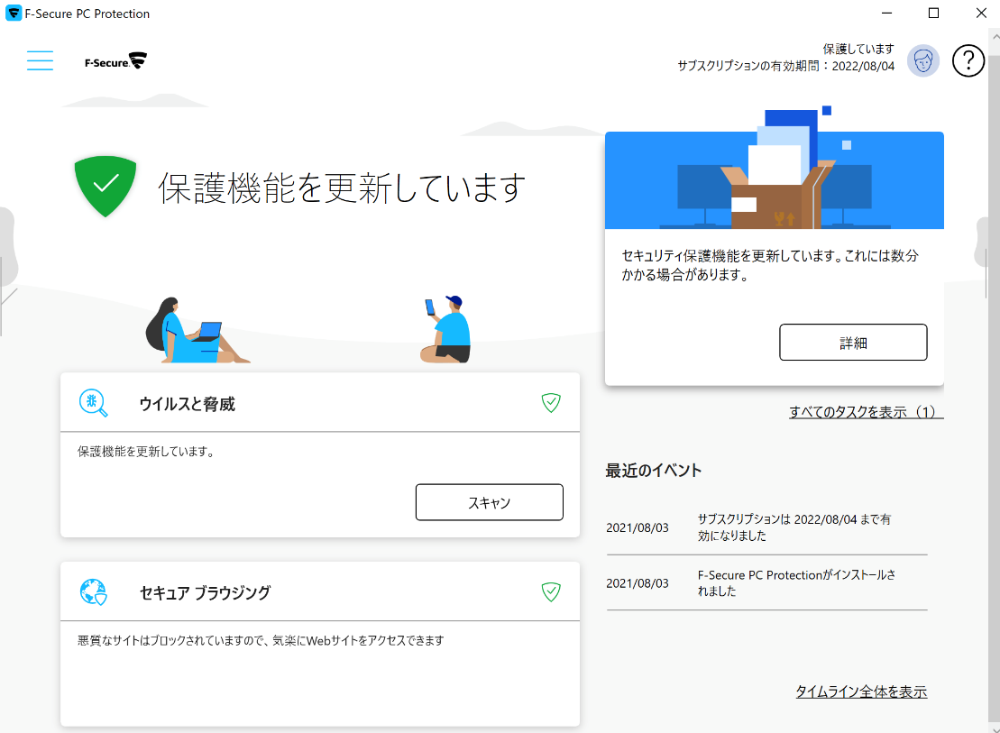 F-Secure PC Protection
F-Secure.
保護しています
サブスクリプションの有効期間：2022/08/04
保護機能を更新しています
セキュリティ保護機能を更新しています。これには数分
かかる場合があります。
詳細
すべてのタスクを表示（1）
ウイルスと脅威
保護機能を更新しています。
スキャン
セキュア ブラウジング
悪質なサイトはブロックされていますので、気楽にWebサイトをアクセスできます
最近のイベント
2021/08/03
サブスクリプションは 2022/08/04 まで有
効になりました
2021/08/03
F-Secure PC Protectionがインストールさ
れました
タイムライン全体を表示